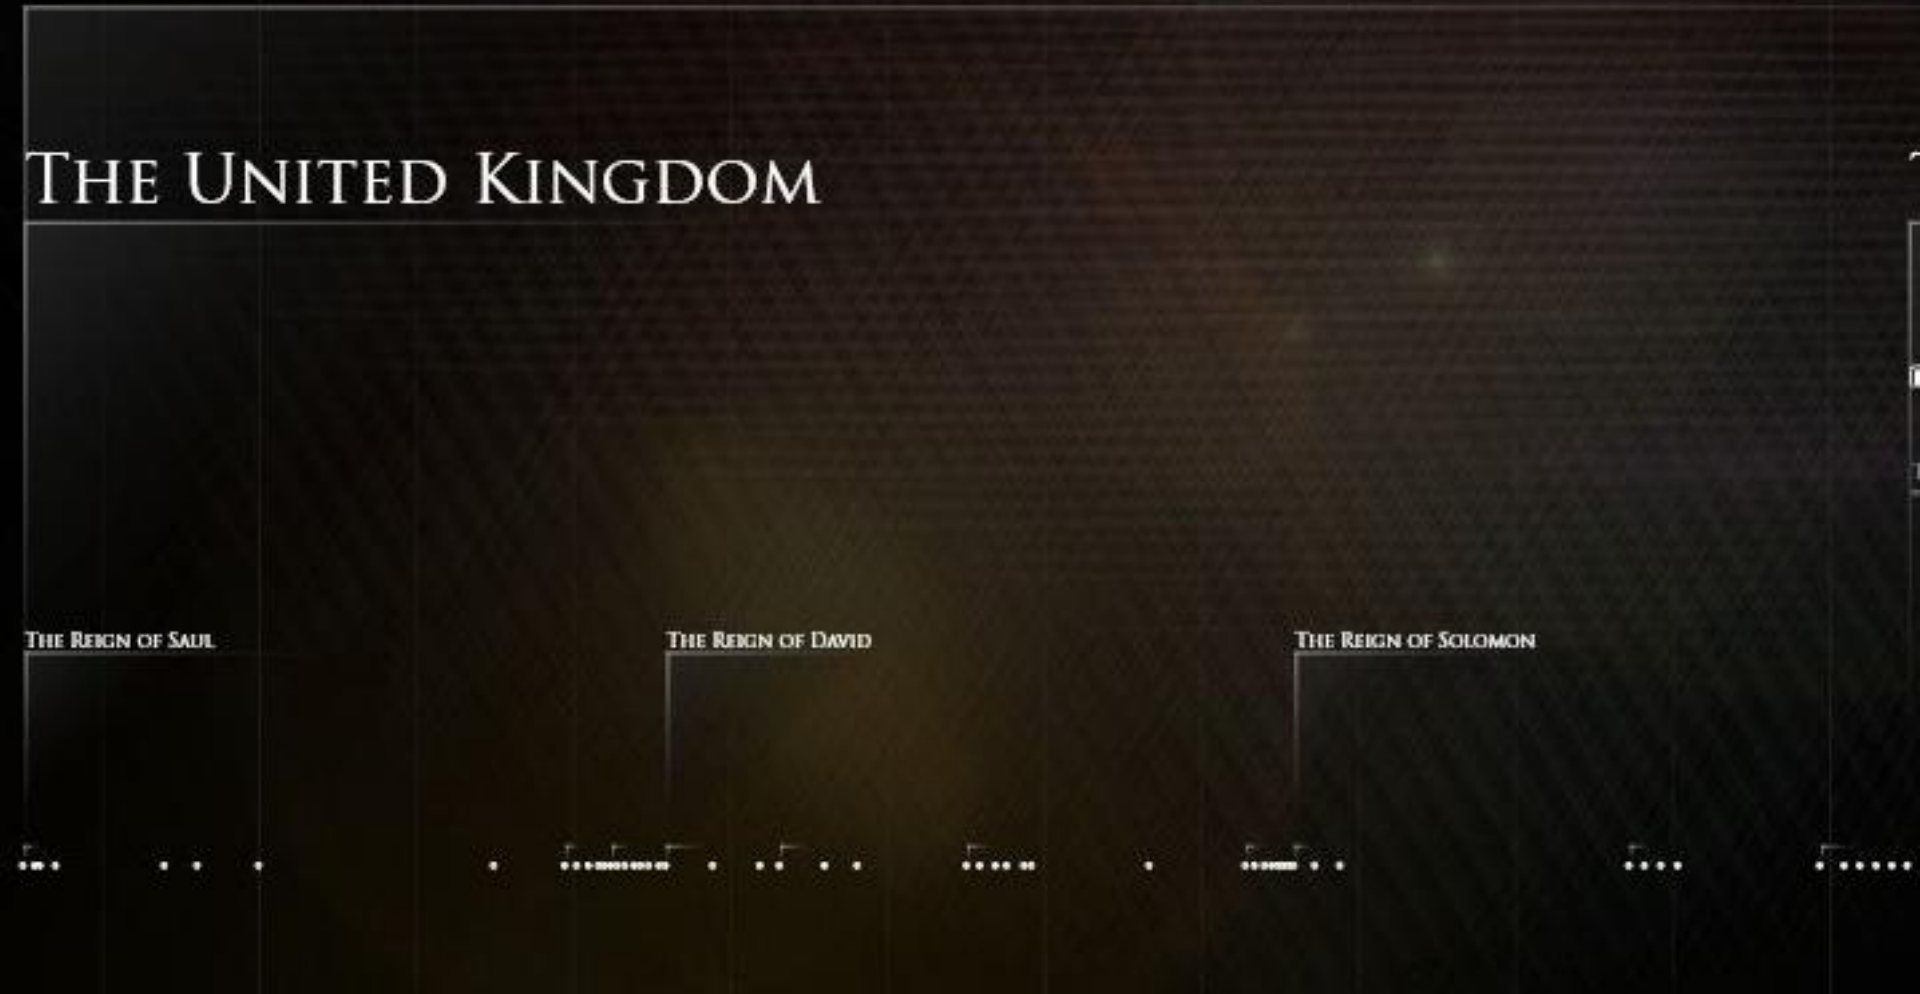 The United Kingdom
The Reign of Saul
The Reign of David
The Reign of Solomon